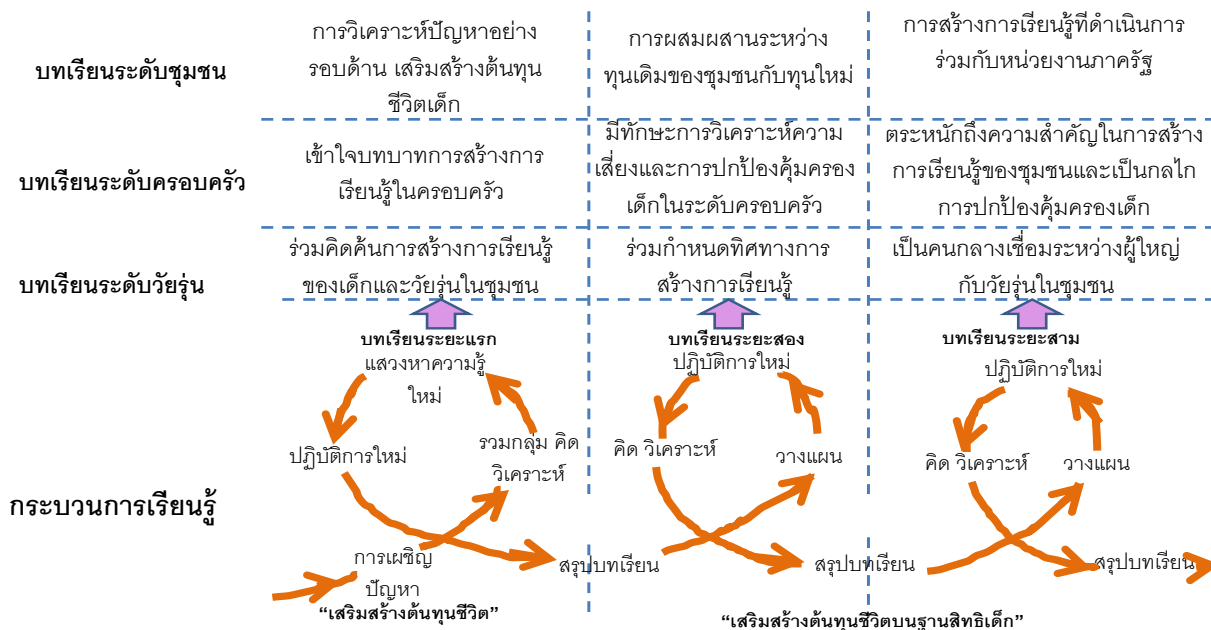 บทเรียนระดับชุมชน
การวิเคราะห์ปัญหาอย่าง
รอบด้าน เสริมสร้างต้นทุน
ชีวิตเด็ก
การผสมผสานระหว่าง
ทุนเดิมของชุมชนกับทุนใหม่
การสร้างการเรียนรู้ที่ดำเนินการ
ร่วมกับหน่วยงานภาครัฐ
บทเรียนระดับครอบครัว
เข้าใจบทบาทการสร้างการ
เรียนรู้ในครอบครัว
มีทักษะการวิเคราะห์ความ
เสี่ยงและการปกป้องคุ้มครอง
เด็กในระดับครอบครัว
ตระหนักถึงความสำคัญในการสร้าง
การเรียนรู้ของชุมชนและเป็นกลไก
การปกป้องคุ้มครองเด็ก
บทเรียนระดับวัยรุ่น
ร่วมคิดค้นการสร้างการเรียนรู้
ของเด็กและวัยรุ่นในชุมชน
ร่วมกำหนดทิศทางการ
สร้างการเรียนรู้
เป็นคนกลางเชื่อมระหว่างผู้ใหญ่
กับวัยรุ่นในชุมชน
กระบวนการเรียนรู้
บทเรียนระยะแรก
แสวงหาความรู้
ใหม่
ปฏิบัติการใหม่
รวมกลุ่ม คิด
วิเคราะห์
การเผชิญ
ปัญหา
สรุปบทเรียน
"เสริมสร้างต้นทุนชีวิต"
บทเรียนระยะสอง
ปฏิบัติการใหม่
คิด วิเคราะห์
วางแผน
สรุปบทเรียน
บทเรียนระยะสาม
ปฏิบัติการใหม่
คิด วิเคราะห์
วางแผน
สรุปบทเรียน
"เสริมสร้างต้นทุนชีวิตบนฐานสิทธิเด็ก"